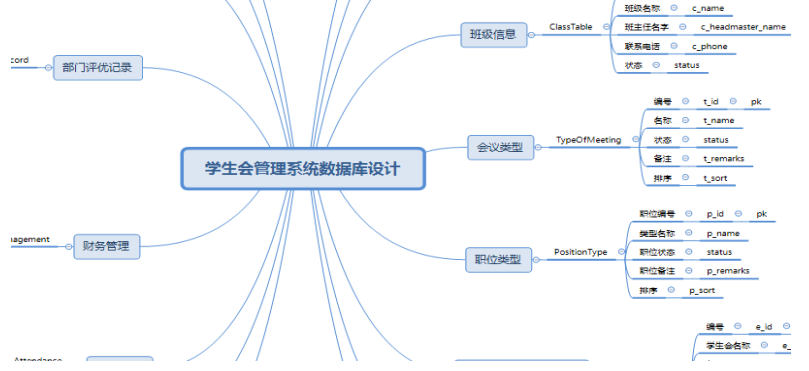 cord
部门评优记录
学生会管理系统数据库设计
nagement
财务管理
Attendance
班级信息
ClassTable
班级名称 c_name
班主任名字 c_headmaster_name
联系电话 c_phone
状态 status
会议类型
TypeOfMeeting
编号 t_id pk
名称 t_name
状态 status
备注 t_remarks
排序 t_sort
职位类型
PositionType
职位编号 p_id pk
类型名称 p_name
职位状态 status
职位备注 p_remarks
排序 p_sort
编号 e_id
学生会名称 e_